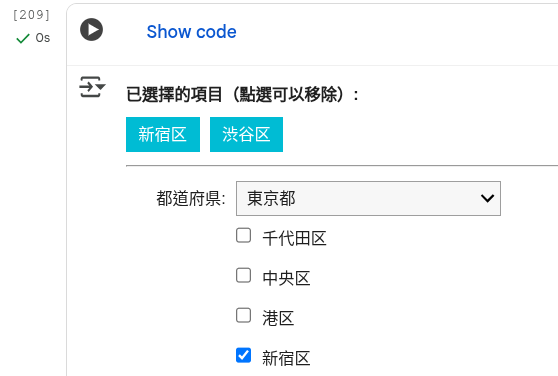 [209]
Show code
0s
已選擇的項目（點選可以移除）:
新宿区 渋谷区
都道府県: 東京都
千代田区
中央区
港区
新宿区